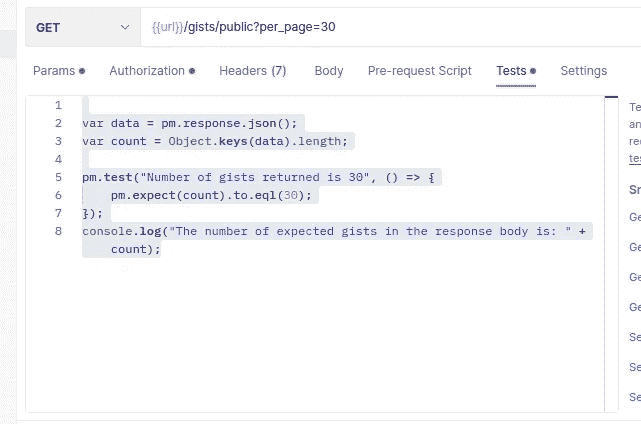 GET {{url}}/gists/public?per_page=30
Params Authorization Headers (7) Body Pre-request Script Tests Settings
1
2 var data = pm.response.json();
3 var count = Object.keys(data).length;
4
5 pm.test("Number of gists returned is 30", () => {
6 pm.expect(count).to.eql(30);
7 });
8 console.log("The number of expected gists in the response body is: " +
count);
Te
an
re
te
Sr
Ge
Ge
Ge
Ge
Se
Se
Se